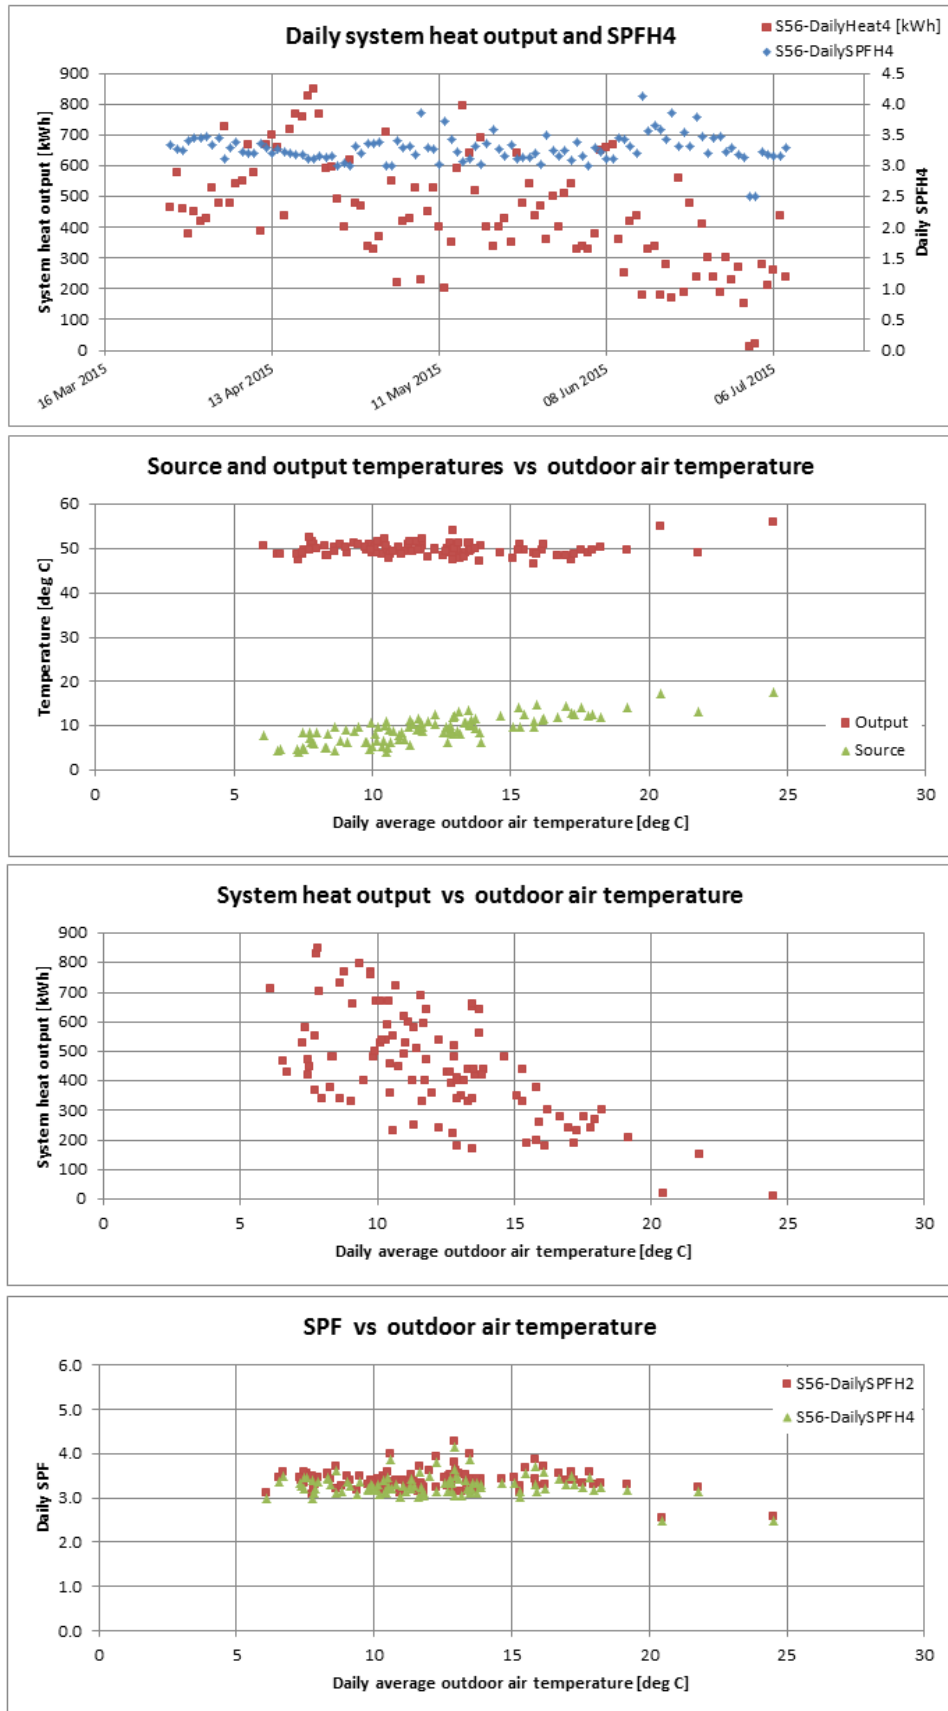 Daily system heat output and SPFH4
S56-DailyHeat4 [kWh]
S56-DailySPFH4
System heat output [kWh]
900
800
700
600
500
400
300
200
100
0
4.5
4.0
3.5
3.0
2.5
2.0
1.5
1.0
0.5
0.0
Daily SPFH4
16 Mar 2015
13 Apr 2015
11 May 2015
08 Jun 2015
06 Jul 2015
Source and output temperatures vs outdoor air temperature
Temperature [deg C]
60
50
40
30
20
10
0
Output
Source
0 5 10 15 20 25 30
Daily average outdoor air temperature [deg C]
System heat output vs outdoor air temperature
System heat output [kWh]
900
800
700
600
500
400
300
200
100
0
0 5 10 15 20 25 30
Daily average outdoor air temperature [deg C]
SPF vs outdoor air temperature
Daily SPF
6.0
5.0
4.0
3.0
2.0
1.0
0.0
S56-DailySPFH2
S56-DailySPFH4
0 5 10 15 20 25 30
Daily average outdoor air temperature [deg C]